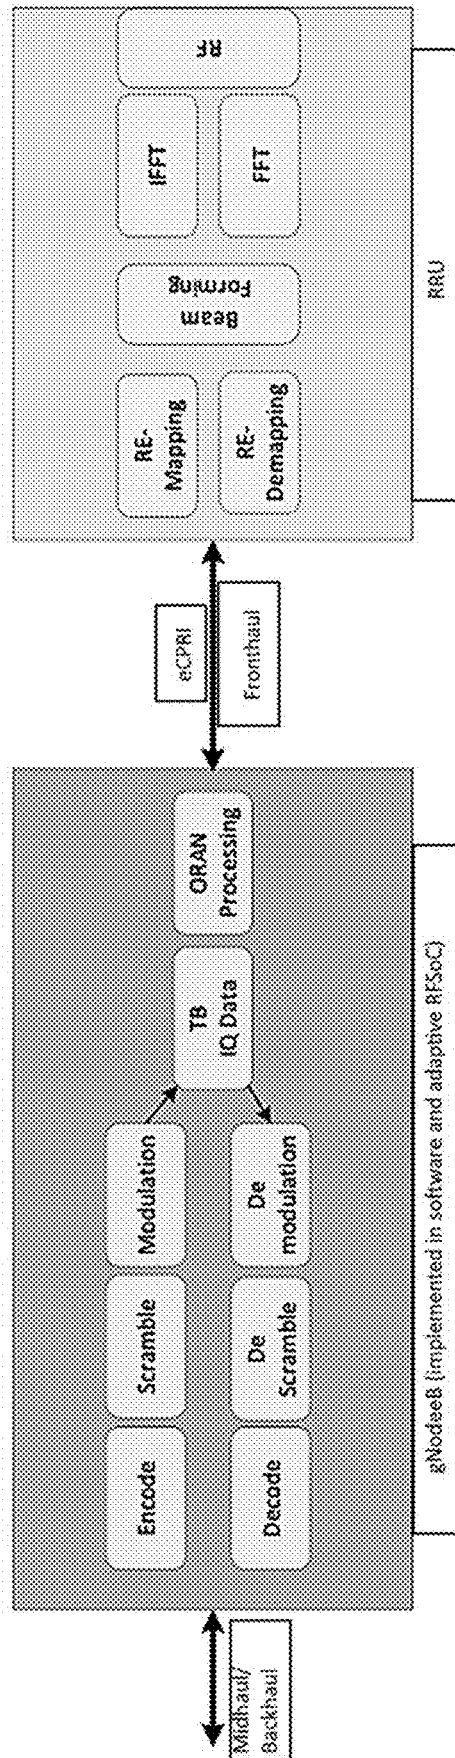 Midhaul/
Backhaul
Encode
Scramble
Modulation
Decode
De
Scramble
De
modulation
TB
IQ Data
ORAN
Processing
gNodeeB (implemented in software and adaptive RFSoC)
eCPRI
Fronthaul
RE-
Mapping
RE-
Demapping
Beam
Forming
IFFT
FFT
RF
RRU